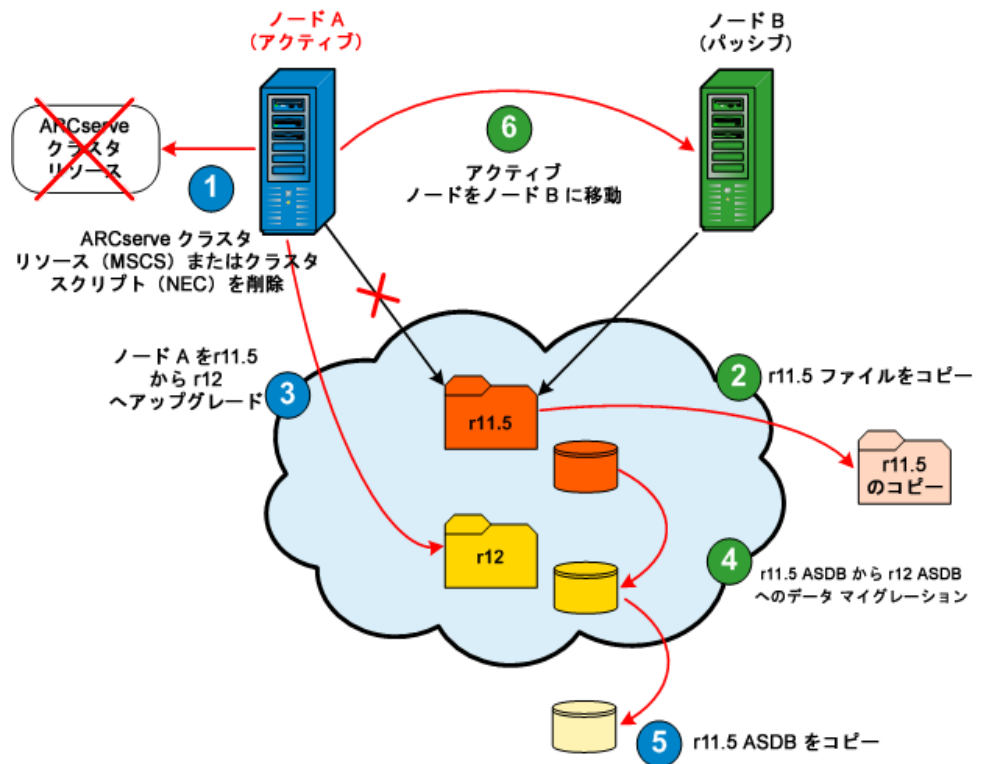 ノード A
(アクティブ)
ノード B
(パッシブ)
ARCserve
クラスタ
リソース
1
ARCserve クラスタ
リソース（MSCS）またはクラスタ
スクリプト（NEC）を削除
6
アクティブ
ノードをノード B に移動
ノード A をr11.5
から r12
へアップグレード
3
2
r11.5 ファイルをコピー
r11.5
r11.5
のコピー
r12
4
r11.5 ASDB から r12 ASDB
へのデータ マイグレーション
5
r11.5 ASDB をコピー